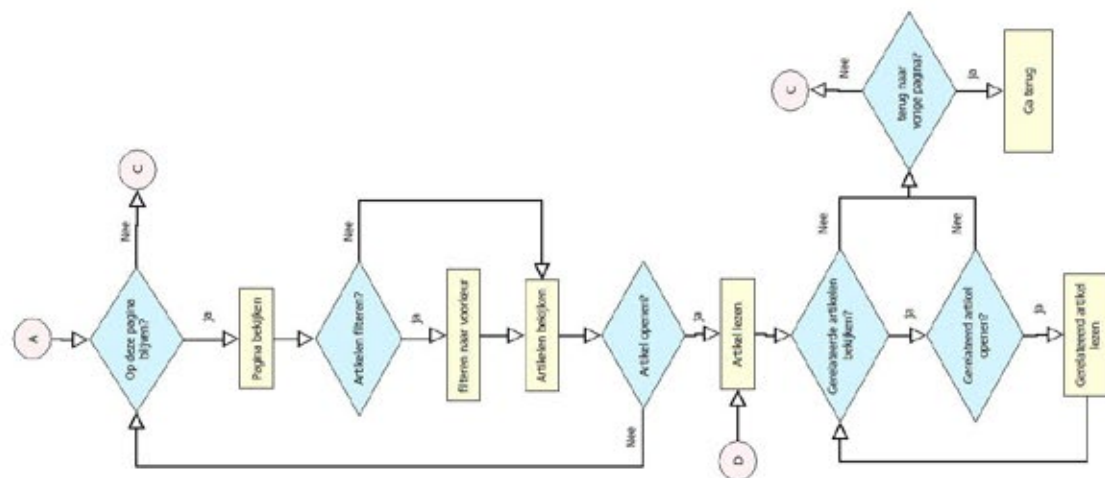 A
Op deze pagine
blijven?
Nee
C
Ja
Pagina bekijken
Artikelen filteren?
Nee
Ja
filteren naar voorkeur
Artikelen bekijken
Artikel openen?
Nee
Ja
Artikel lezen
D
Gerelateerde artikelen
bekijken?
Nee
Ja
Gerelateerd artikel
openen?
Nee
Ja
Gerelateerd artikel
lezen
terug naar
vorige pagina?
Nee
C
Ja
Ga terug